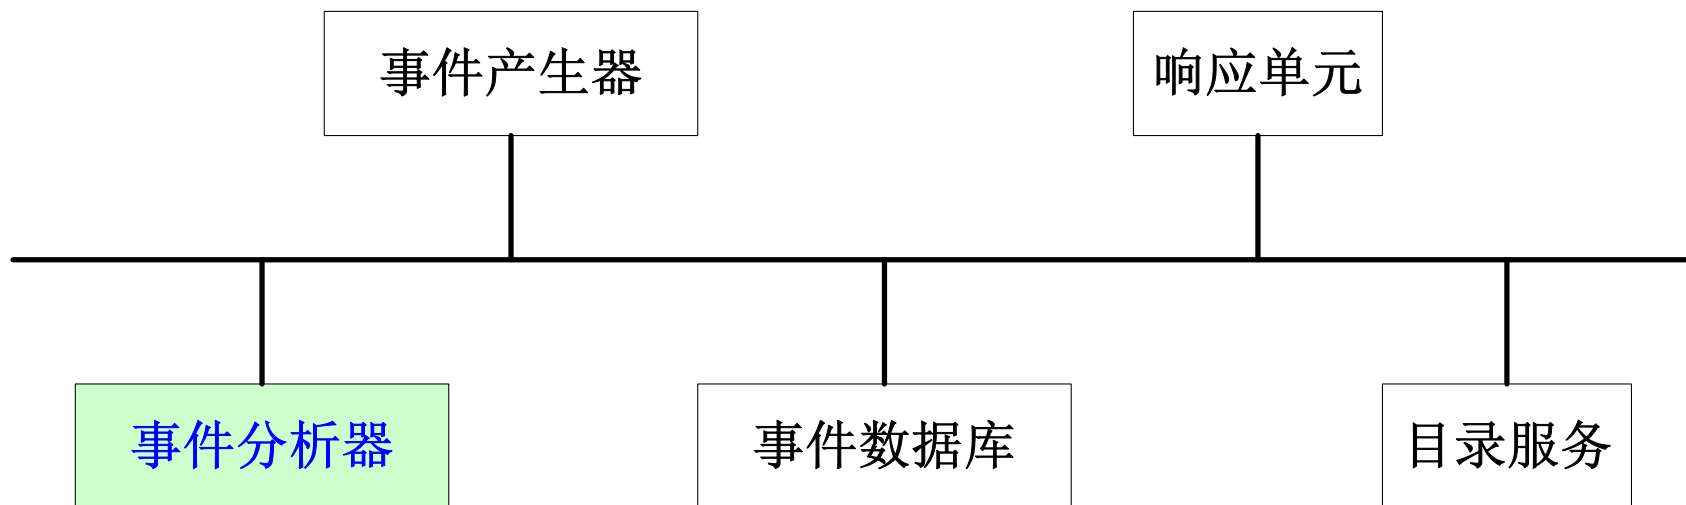 事件产生器
响应单元
事件分析器
事件数据库
目录服务